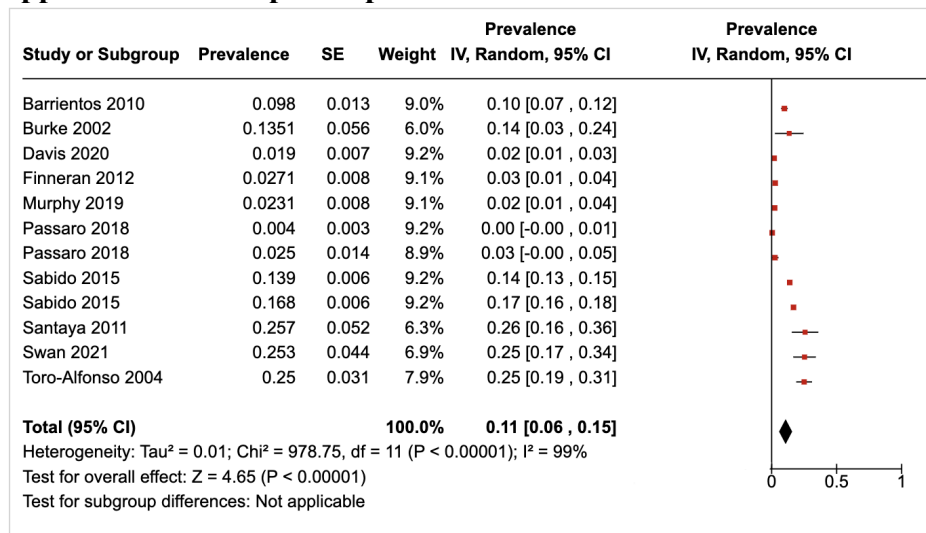 Prevalence Prevalence
Study or Subgroup Prevalence SE Weight IV, Random, 95% CI IV, Random, 95% CI
Barrientos 2010 0.098 0.013 9.0% 0.10 [0.07 , 0.12]
Burke 2002 0.1351 0.056 6.0% 0.14 [0.03 , 0.24]
Davis 2020 0.019 0.007 9.2% 0.02 [0.01 , 0.03]
Finneran 2012 0.0271 0.008 9.1% 0.03 [0.01 , 0.04]
Murphy 2019 0.0231 0.008 9.1% 0.02 [0.01 , 0.04]
Passaro 2018 0.004 0.003 9.2% 0.00 [-0.00 , 0.01]
Passaro 2018 0.025 0.014 8.9% 0.03 [-0.00 , 0.05]
Sabido 2015 0.139 0.006 9.2% 0.14 [0.13 , 0.15]
Sabido 2015 0.168 0.006 9.2% 0.17 [0.16 , 0.18]
Santaya 2011 0.257 0.052 6.3% 0.26 [0.16 , 0.36]
Swan 2021 0.253 0.044 6.9% 0.25 [0.17 , 0.34]
Toro-Alfonso 2004 0.25 0.031 7.9% 0.25 [0.19 , 0.31]
Total (95% CI) 100.0% 0.11 [0.06 , 0.15]
Heterogeneity: Tau² = 0.01; Chi² = 978.75, df = 11 (P < 0.00001); I² = 99%
Test for overall effect: Z = 4.65 (P < 0.00001)
Test for subgroup differences: Not applicable
0 0.5 1